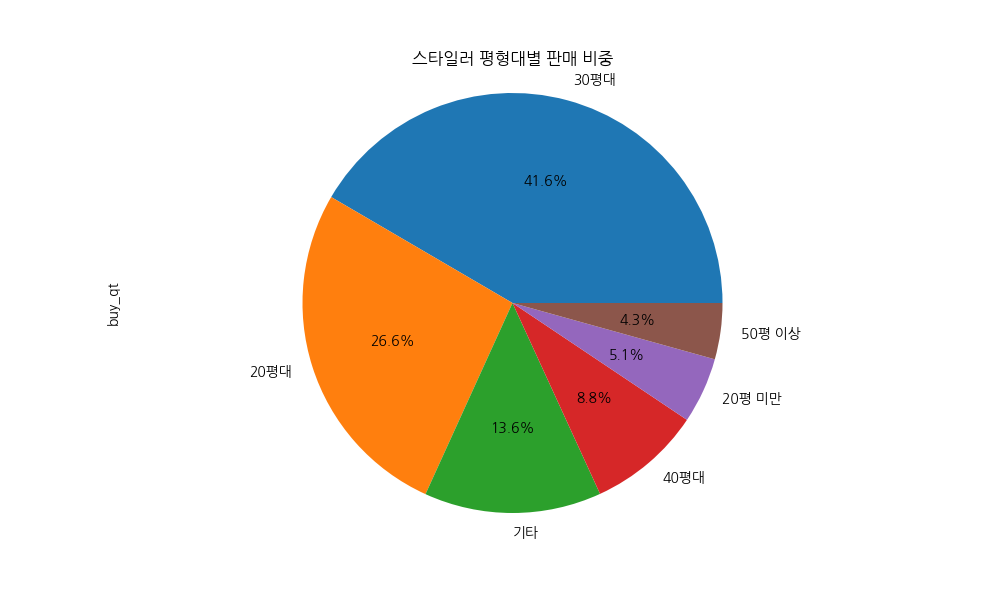 스타일러 평형대별 판매 비중
30평대
41.6%
26.6%
20평대
13.6%
기타
8.8%
40평대
5.1%
20평 미만
4.3%
50평 이상
buy_qt